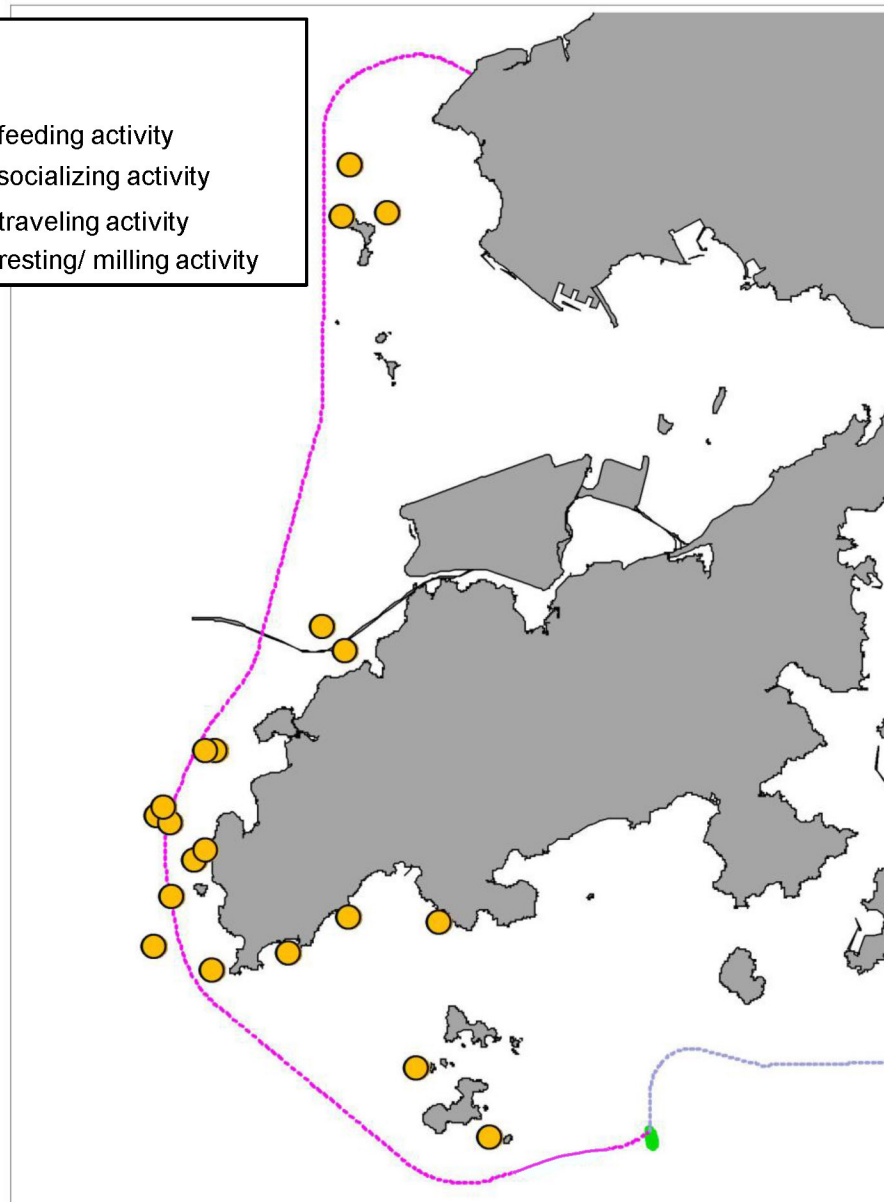 feeding activity
socializing activity
traveling activity
resting/ milling activity